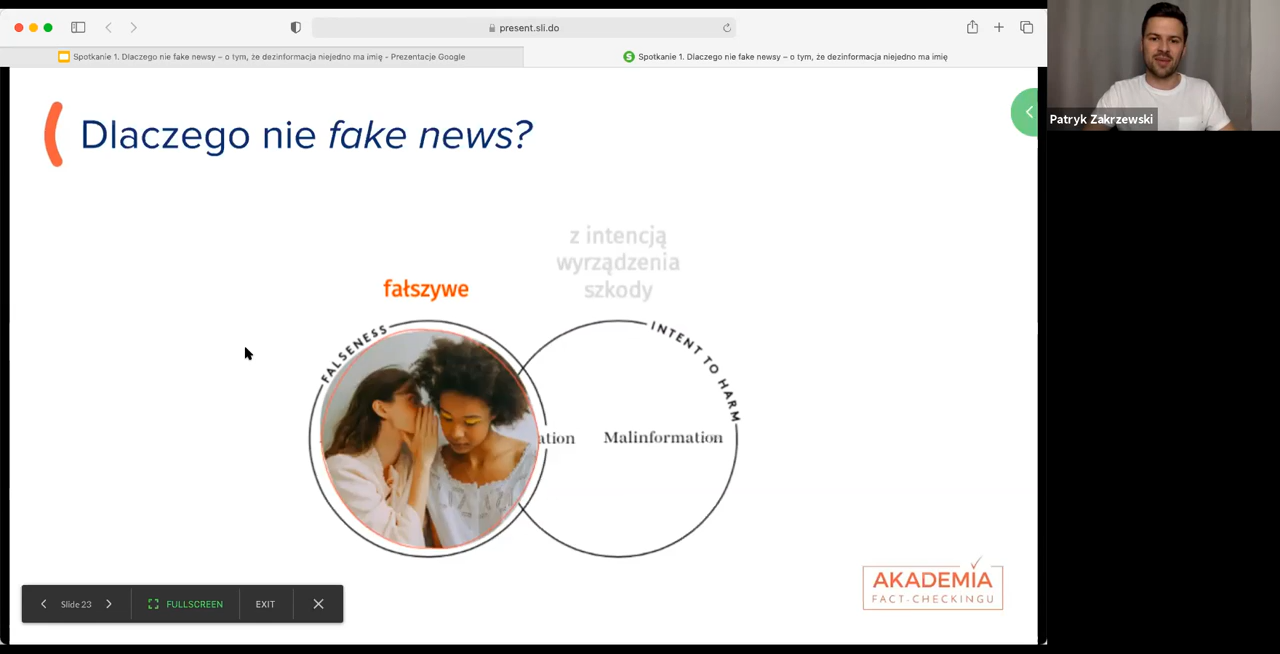 present.sli.do
Spotkanie 1. Dlaczego nie fake newsy – o tym, że dezinformacja niejedno ma imię - Prezentacje Google
Spotkanie 1. Dlaczego nie fake newsy – o tym, że dezinformacja niejedno ma imię
Patryk Zakrzewski
Dlaczego nie fake news?
z intencją
wyrządzenia
szkody
fałszywe
FALSENESS
INTENT TO HARM
ation
Malinformation
AKADEMIA
FACT-CHECKINGU
Slide 23
FULLSCREEN
EXIT